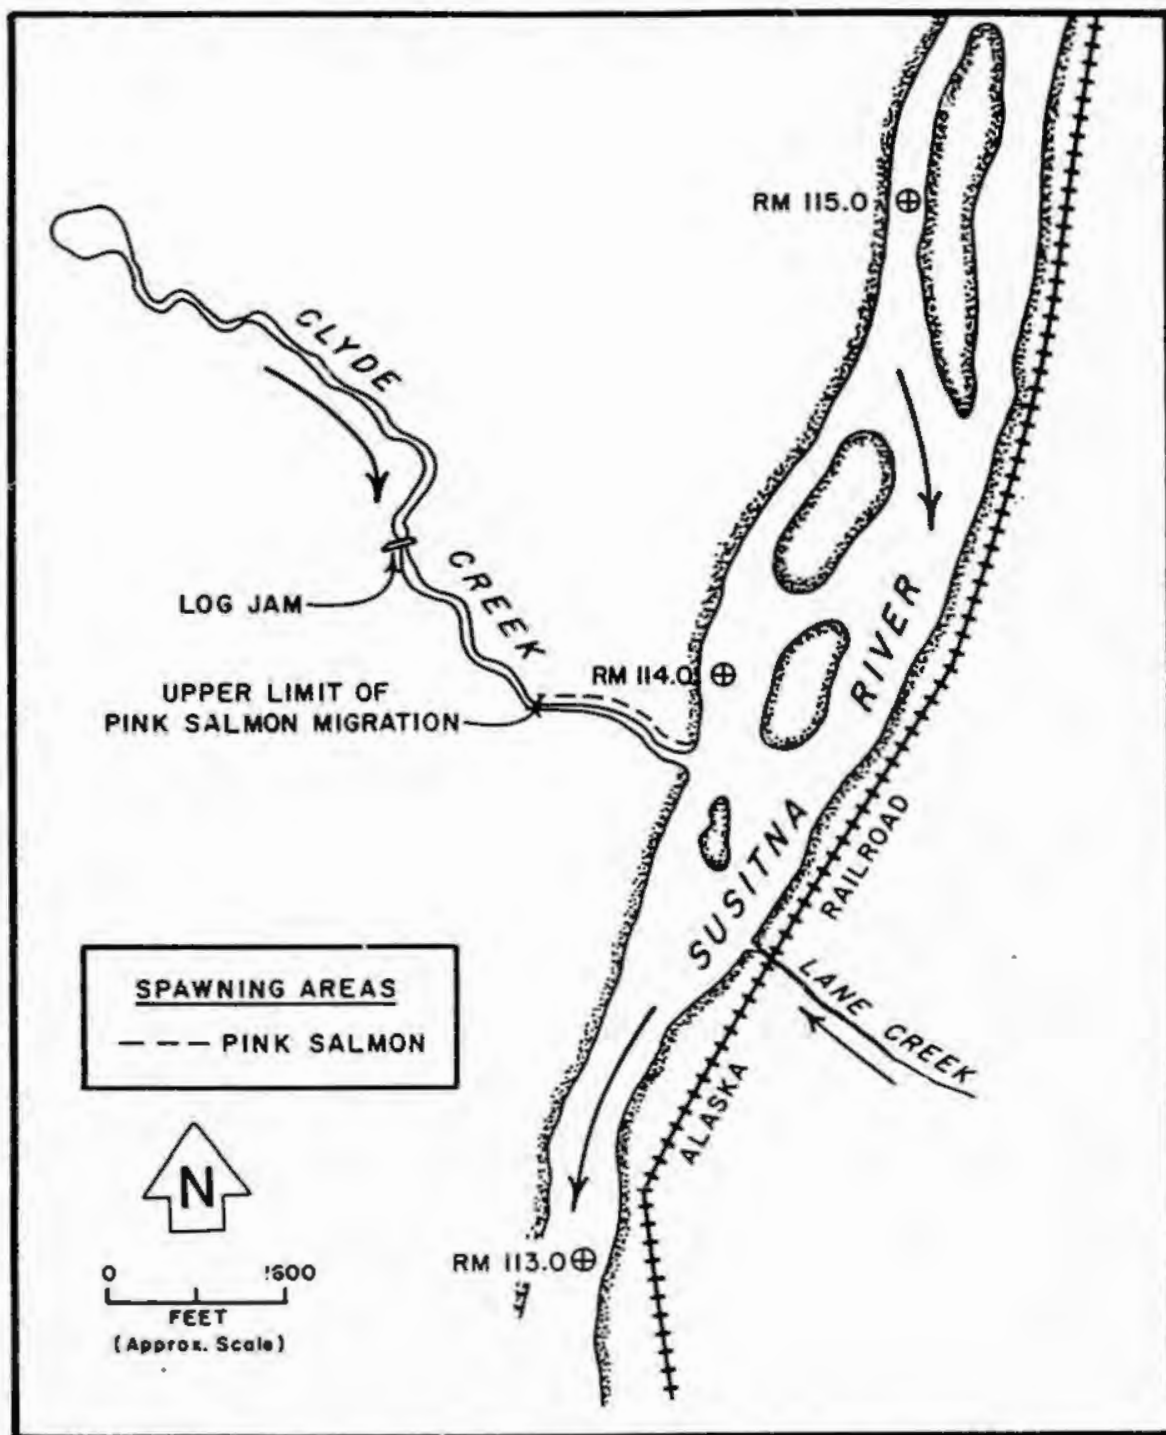 RM 115.0
CLYDE CREEK
LOG JAM
RM 114.0
UPPER LIMIT OF
PINK SALMON MIGRATION
SUSITNA RIVER
ALASKA RAILROAD
LANE CREEK
SPAWNING AREAS
PINK SALMON
N
RM 113.0
0 1600
FEET
(Approx. Scale)